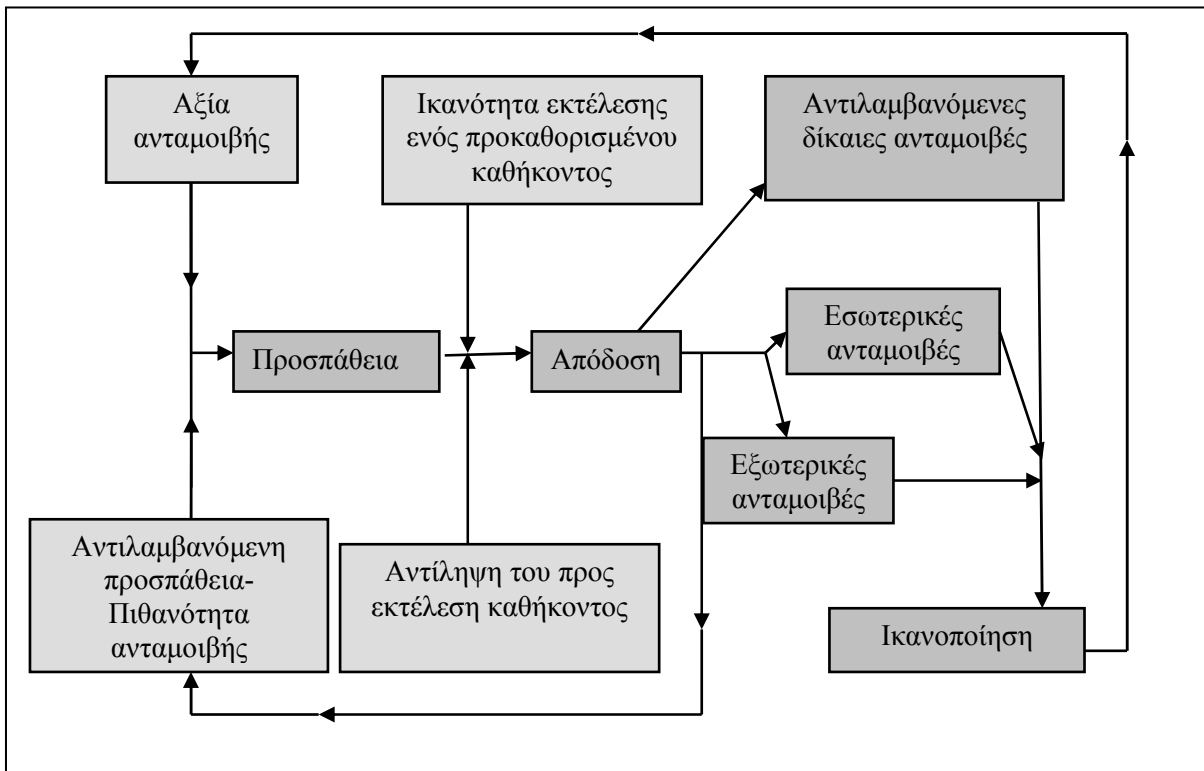 Αξία
ανταμοιβής
Ικανότητα εκτέλεσης
ενός προκαθορισμένου
καθήκοντος
Αντιλαμβανόμενες
δίκαιες ανταμοιβές
Προσπάθεια
Απόδοση
Εσωτερικές
ανταμοιβές
Εξωτερικές
ανταμοιβές
Αντιλαμβανόμενη
προσπάθεια-
Πιθανότητα
ανταμοιβής
Αντίληψη του προς
εκτέλεση καθήκοντος
Ικανοποίηση